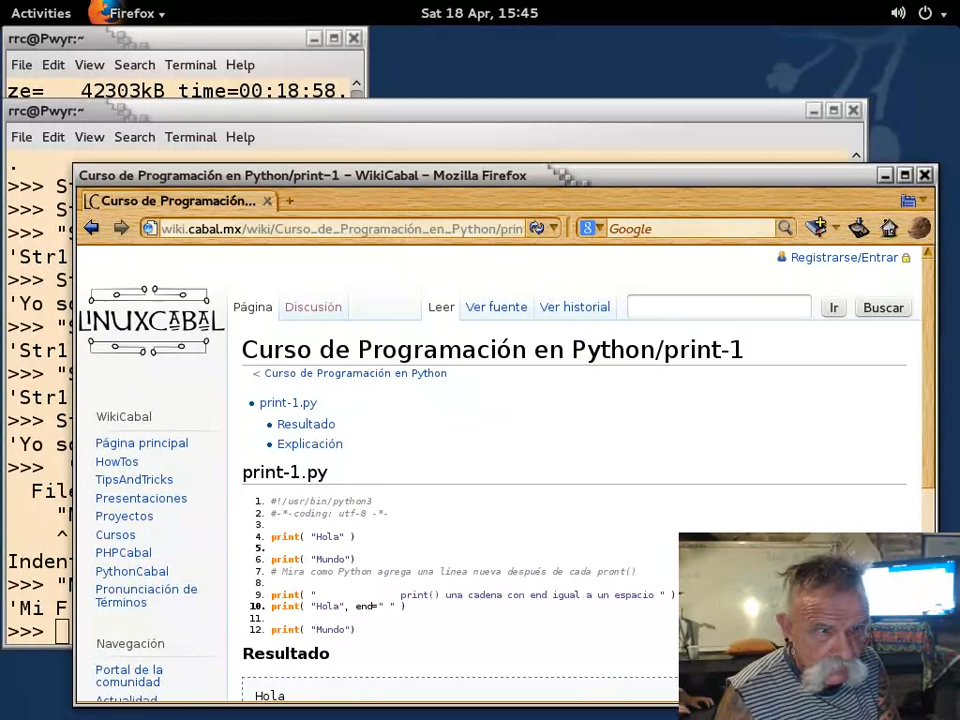 Activities Firefox Sat 18 Apr, 15:45
rrc@Pwyr:~
File Edit View Search Terminal Help
ze= 42303kB time=00:18:58.
rrc@Pwyr:~
File Edit View Search Terminal Help
.
>>> S
>>> S
>>> "S
'Str1
>>> S
'Yo so
>>> "S
'Str1
>>> "S
'Str1
>>> S
'Yo so
>>> "
File
"M
^
Inden
>>> "M
'Mi F
>>>
Curso de Programación en Python/print-1 - WikiCabal - Mozilla Firefox
Curso de Programación...
wiki.cabal.mx/wiki/Curso_de_Programación_en_Python/prin
Google
Registrarse/Entrar
LINUXCABAL
Página Discusión Leer Ver fuente Ver historial Ir Buscar
Curso de Programación en Python/print-1
< Curso de Programación en Python
print-1.py
Resultado
Explicación
WikiCabal
Página principal
HowTos
TipsAndTricks
Presentaciones
Proyectos
Cursos
PHPCabal
PythonCabal
Pronunciación de
Términos
Navegación
Portal de la
comunidad
Actualidad
print-1.py
1. #!/usr/bin/python3
2. #-*-coding: utf-8 -*-
3.
4. print( "Hola" )
5.
6. print( "Mundo")
7. # Mira como Python agrega una línea nueva después de cada pront()
8.
9. print( " print() una cadena con end igual a un espacio " )
10. print( "Hola", end=" " )
11.
12. print( "Mundo")
Resultado
Hola